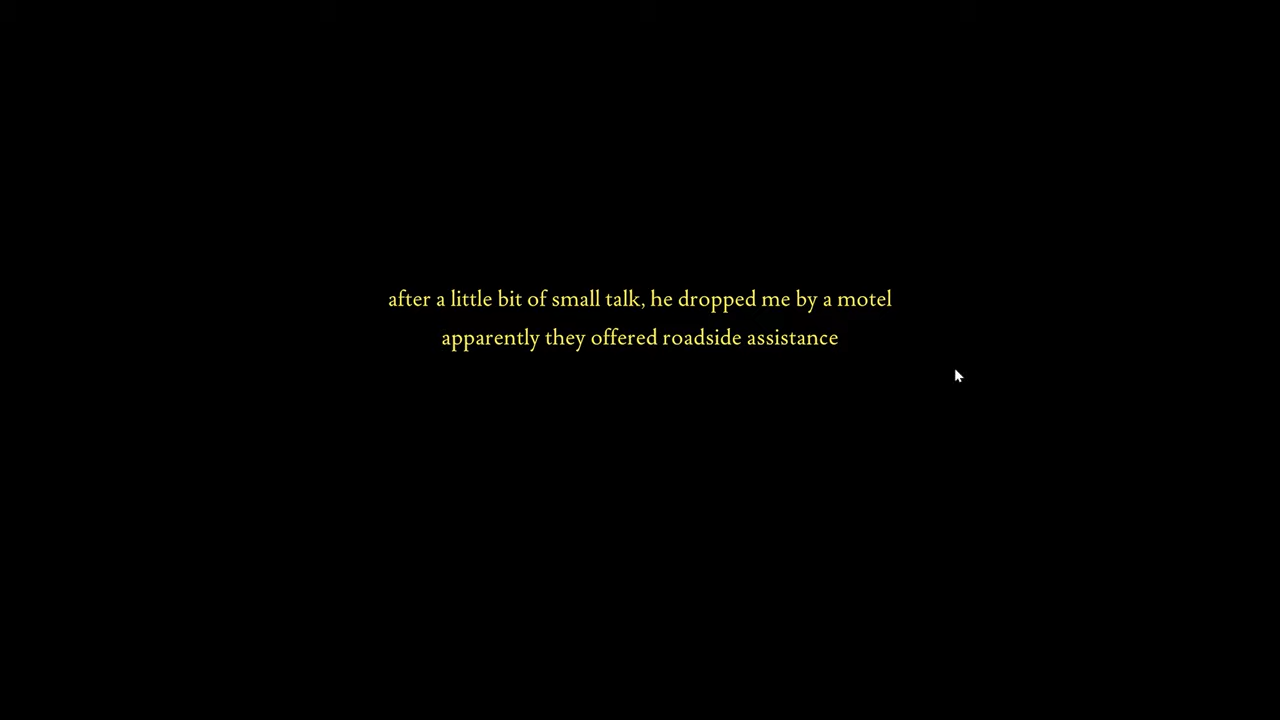 after a little bit of small talk, he dropped me by a motel
apparently they offered roadside assistance